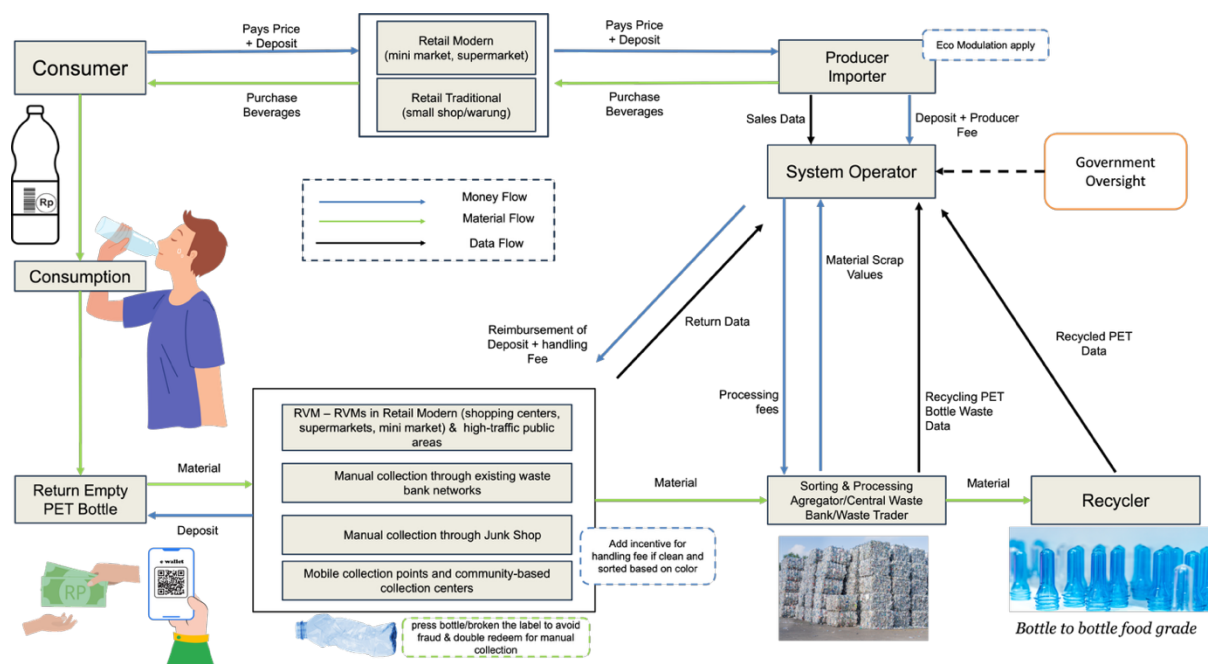 Pays Price
+ Deposit
Pays Price
+ Deposit
Consumer
Retail Modern
(mini market, supermarket)
Producer
Importer
Eco Modulation apply
Purchase
Beverages
Retail Traditional
(small shop/warung)
Purchase
Beverages
Sales Data
Deposit + Producer
Fee
System Operator
Government
Oversight
Rp
Money Flow
Material Flow
Data Flow
Consumption
Material Scrap
Values
Return Data
Reimbursement of
Deposit + handling
Fee
Recycled PET
Data
Processing
fees
Recycling PET
Bottle Waste
Data
RVM – RVMs in Retail Modern (shopping centers,
supermarkets, mini market) & high-traffic public
areas
Material
Manual collection through existing waste
bank networks
Return Empty
PET Bottle
Deposit
Material
Sorting & Processing
Agregator/Central Waste
Bank/Waste Trader
Material
Recycler
Manual collection through Junk Shop
Add incentive for
handling fee if clean and
sorted based on color
Mobile collection points and community-based
collection centers
e-wallet
RP
press bottle/broken the label to avoid
fraud & double redeem for manual
collection
Bottle to bottle food grade